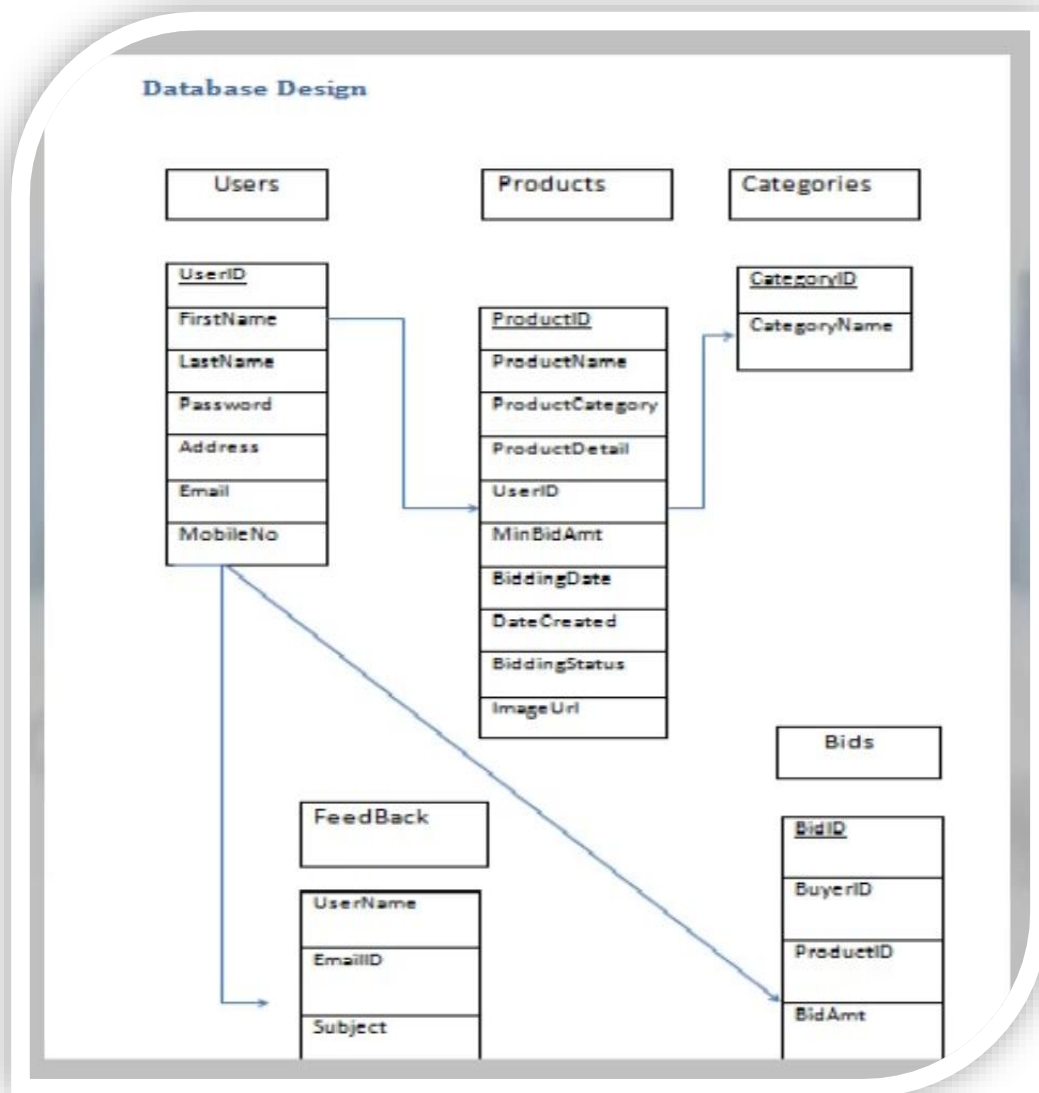 Database Design
Users
Products
Categories
UserID
FirstName
LastName
Password
Address
Email
MobileNo
ProductID
ProductName
ProductCategory
ProductDetail
UserID
MinBidAmt
BiddingDate
DateCreated
BiddingStatus
ImageUrl
CategoryID
CategoryName
FeedBack
UserName
EmailID
Subject
Bids
BidID
BuyerID
ProductID
BidAmt